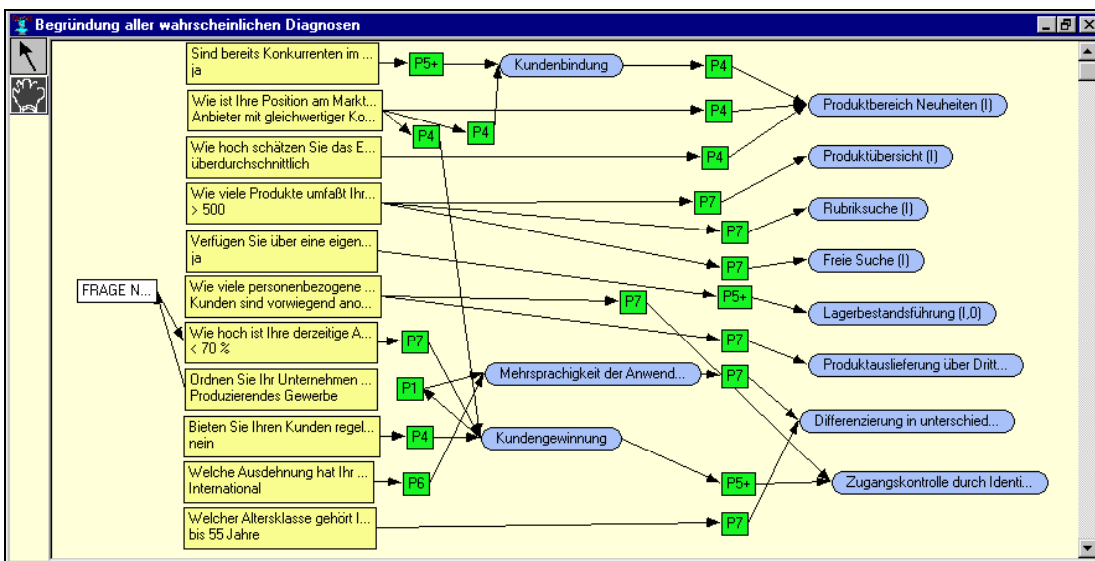 Begründung aller wahrscheinlichen Diagnosen
Sind bereits Konkurrenten im ...
ja
P5+
Kundenbindung
P4
Wie ist Ihre Position am Markt...
Anbieter mit gleichwertiger Ko...
P4
P4
P4
Produktbereich Neuheiten (I)
Wie hoch schätzen Sie das E...
überdurchschnittlich
P4
Produktübersicht (I)
Wie viele Produkte umfaßt Ihr...
> 500
P7
P7
Rubriksuche (I)
P7
Freie Suche (I)
Verfügen Sie über eine eigen...
ja
P5+
Lagerbestandsführung (I,0)
FRAGE N...
Wie viele personenbezogene ...
Kunden sind vorwiegend ano...
P7
P7
Produktauslieferung über Dritt...
Wie hoch ist Ihre derzeitige A...
< 70 %
P7
Ordnen Sie Ihr Unternehmen ...
Produzierendes Gewerbe
P1
Mehrsprachigkeit der Anwend...
P7
Differenzierung in unterschied...
Bieten Sie Ihren Kunden regel...
nein
P4
Kundengewinnung
Welche Ausdehnung hat Ihr ...
International
P6
P5+
Zugangskontrolle durch Identi...
Welcher Altersklasse gehört I...
bis 55 Jahre
P7